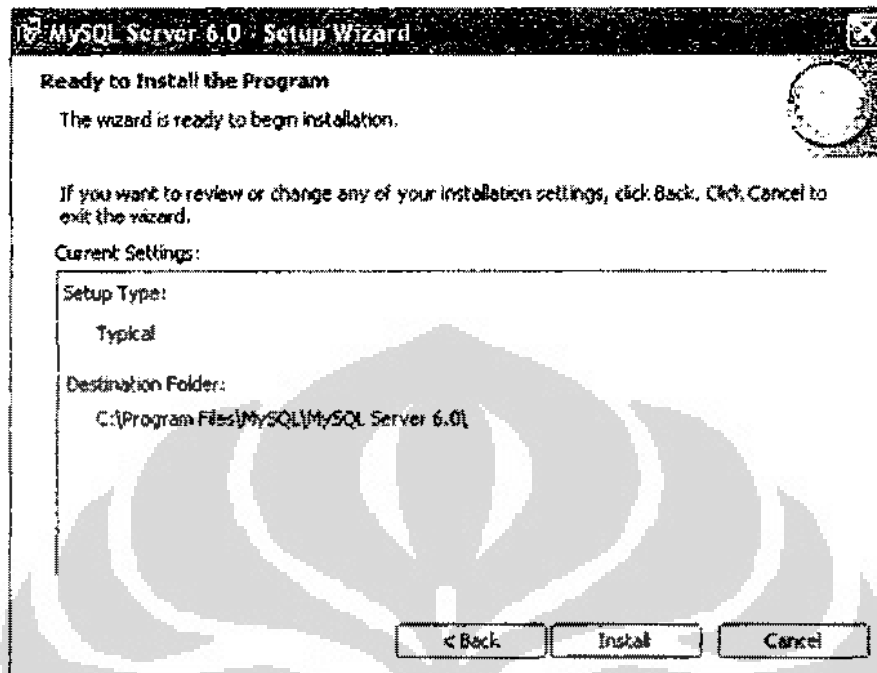 MySQL Server 6.0 - Setup Wizard
Ready to Install the Program
The wizard is ready to begin installation.
If you want to review or change any of your installation settings, click Back. Click Cancel to
exit the wizard.
Current Settings:
Setup Type:
Typical
Destination Folder:
C:\Program Files\MySQL\MySQL Server 6.0\
< Back Install Cancel